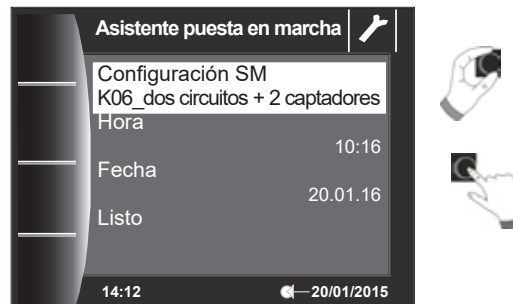 Asistente puesta en marcha
Configuración SM
K06_dos circuitos + 2 captadores
Hora
10:16
Fecha
20.01.16
Listo
14:12
20/01/2015